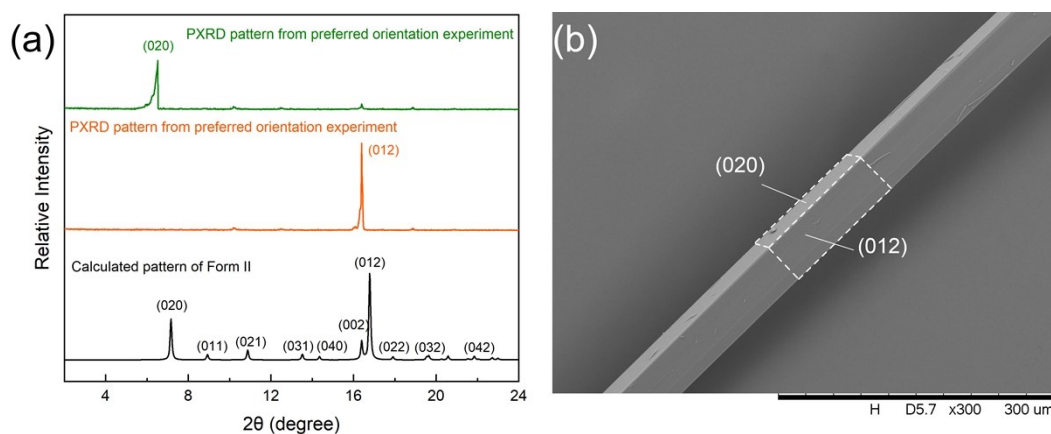 (a)
PXRD pattern from preferred orientation experiment
(020)
PXRD pattern from preferred orientation experiment
(012)
Calculated pattern of Form II
(012)
(020)
(002)
(011)
(021)
(031)
(040)
(022)
(032)
(042)
4
8
12
16
20
24
2θ (degree)
Relative Intensity
(b)
(020)
(012)
H D5.7 x300 300 um